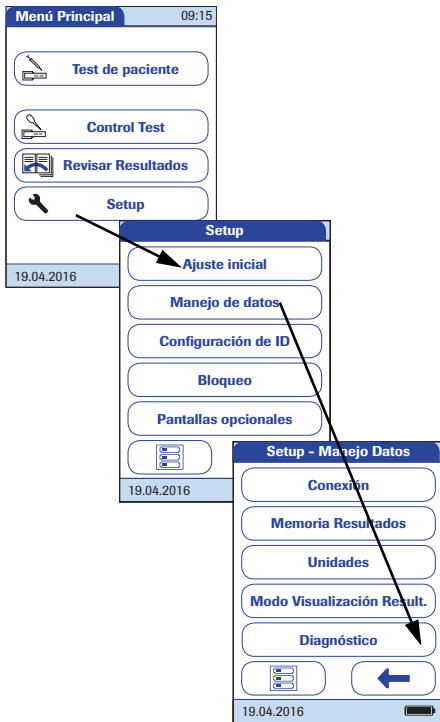 Menú Principal 09:15
Test de paciente
Control Test
Revisar Resultados
Setup
19.04.2016
Setup
Ajuste inicial
Manejo de datos
Configuración de ID
Bloqueo
Pantallas opcionales
19.04.2016
Setup - Manejo Datos
Conexión
Memoria Resultados
Unidades
Modo Visualización Result.
Diagnóstico
19.04.2016